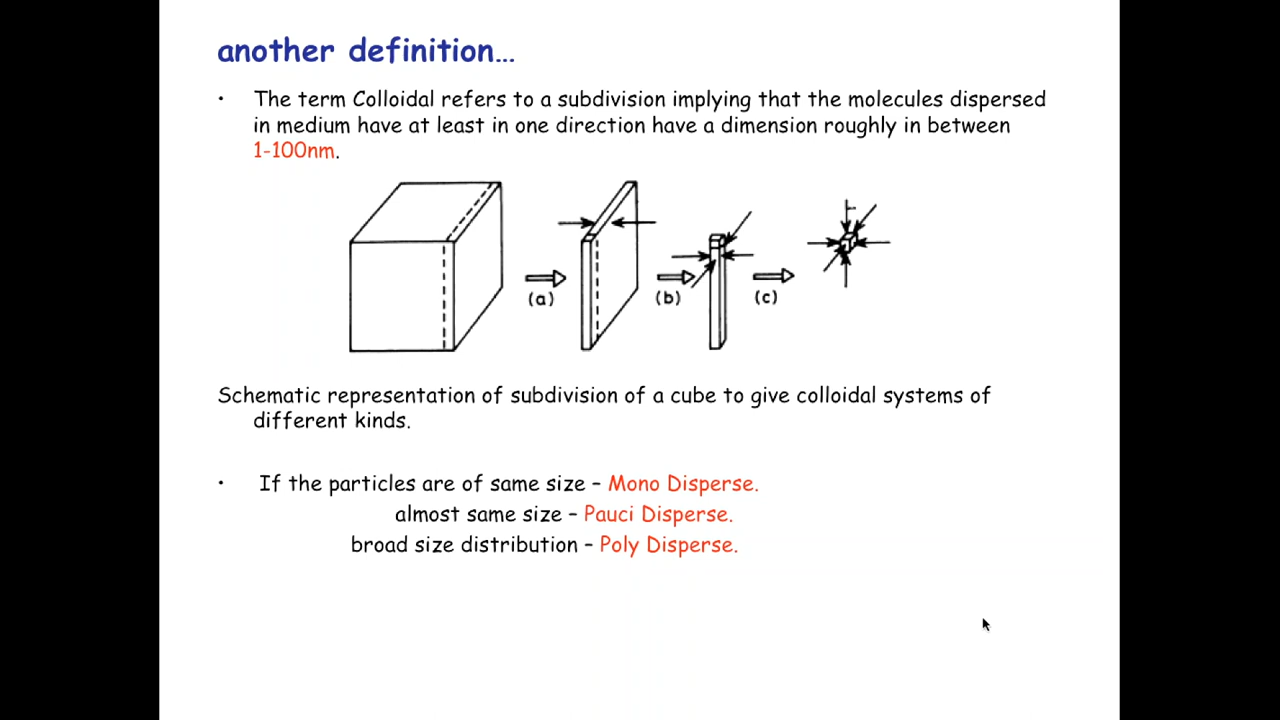 another definition...
• The term Colloidal refers to a subdivision implying that the molecules dispersed
in medium have at least in one direction have a dimension roughly in between
1-100nm.
(a)
(b)
(c)
Schematic representation of subdivision of a cube to give colloidal systems of
different kinds.
• If the particles are of same size – Mono Disperse.
almost same size – Pauci Disperse.
broad size distribution – Poly Disperse.